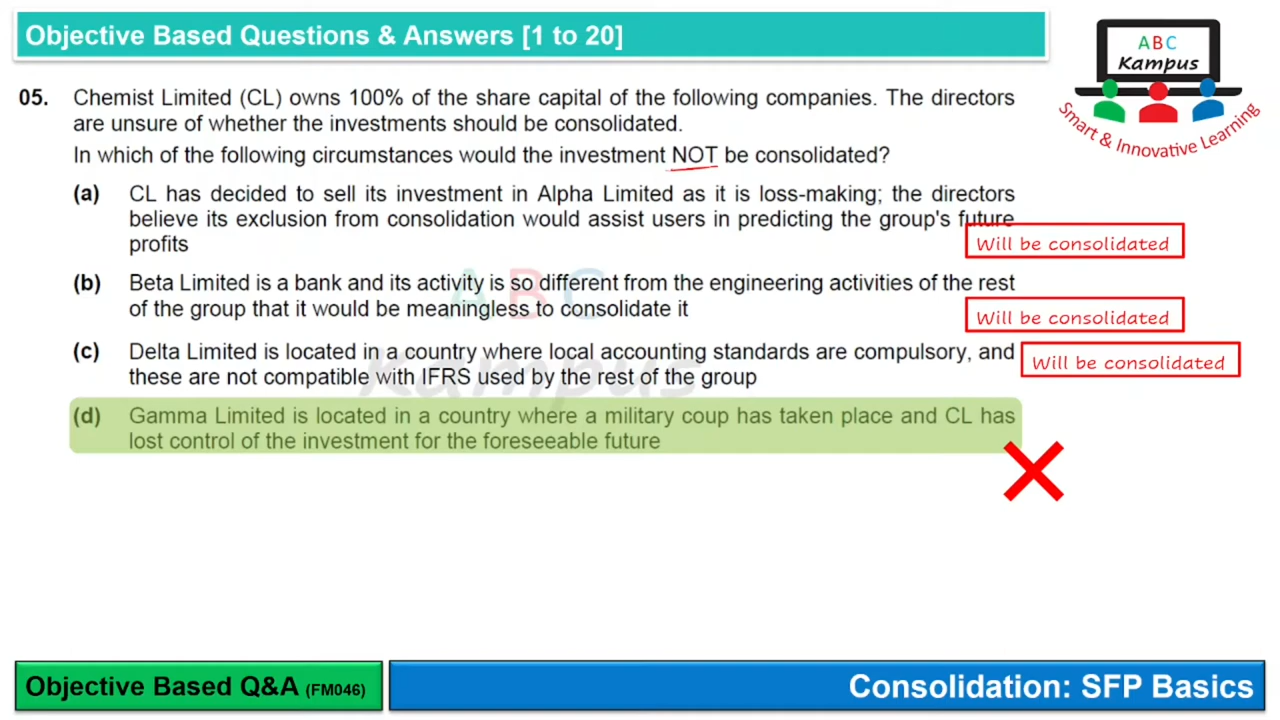 Objective Based Questions & Answers [1 to 20]
ABC
Kampus
Smart & Innovative Learning
05. Chemist Limited (CL) owns 100% of the share capital of the following companies. The directors
are unsure of whether the investments should be consolidated.
In which of the following circumstances would the investment NOT be consolidated?
(a) CL has decided to sell its investment in Alpha Limited as it is loss-making; the directors
believe its exclusion from consolidation would assist users in predicting the group's future
profits
Will be consolidated
(b) Beta Limited is a bank and its activity is so different from the engineering activities of the rest
of the group that it would be meaningless to consolidate it
Will be consolidated
(c) Delta Limited is located in a country where local accounting standards are compulsory, and
these are not compatible with IFRS used by the rest of the group
Will be consolidated
(d) Gamma Limited is located in a country where a military coup has taken place and CL has
lost control of the investment for the foreseeable future
ABC
Kampus
Objective Based Q&A (FM046)
Consolidation: SFP Basics